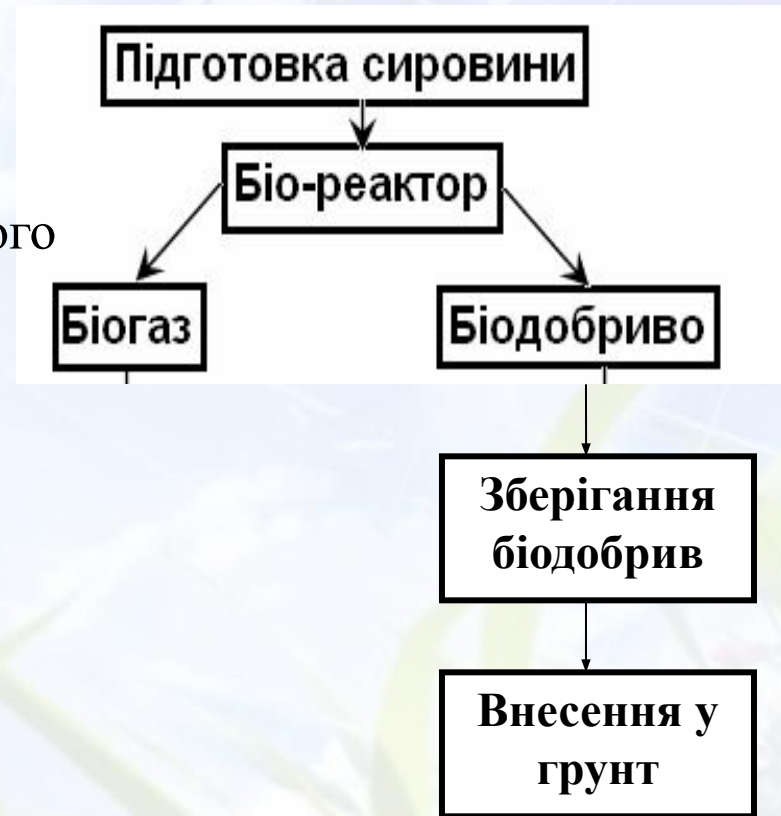 Підготовка сировини
Біо-реактор
ого
Біогаз
Біодобриво
Зберігання
біодобрив
Внесення у
грунт